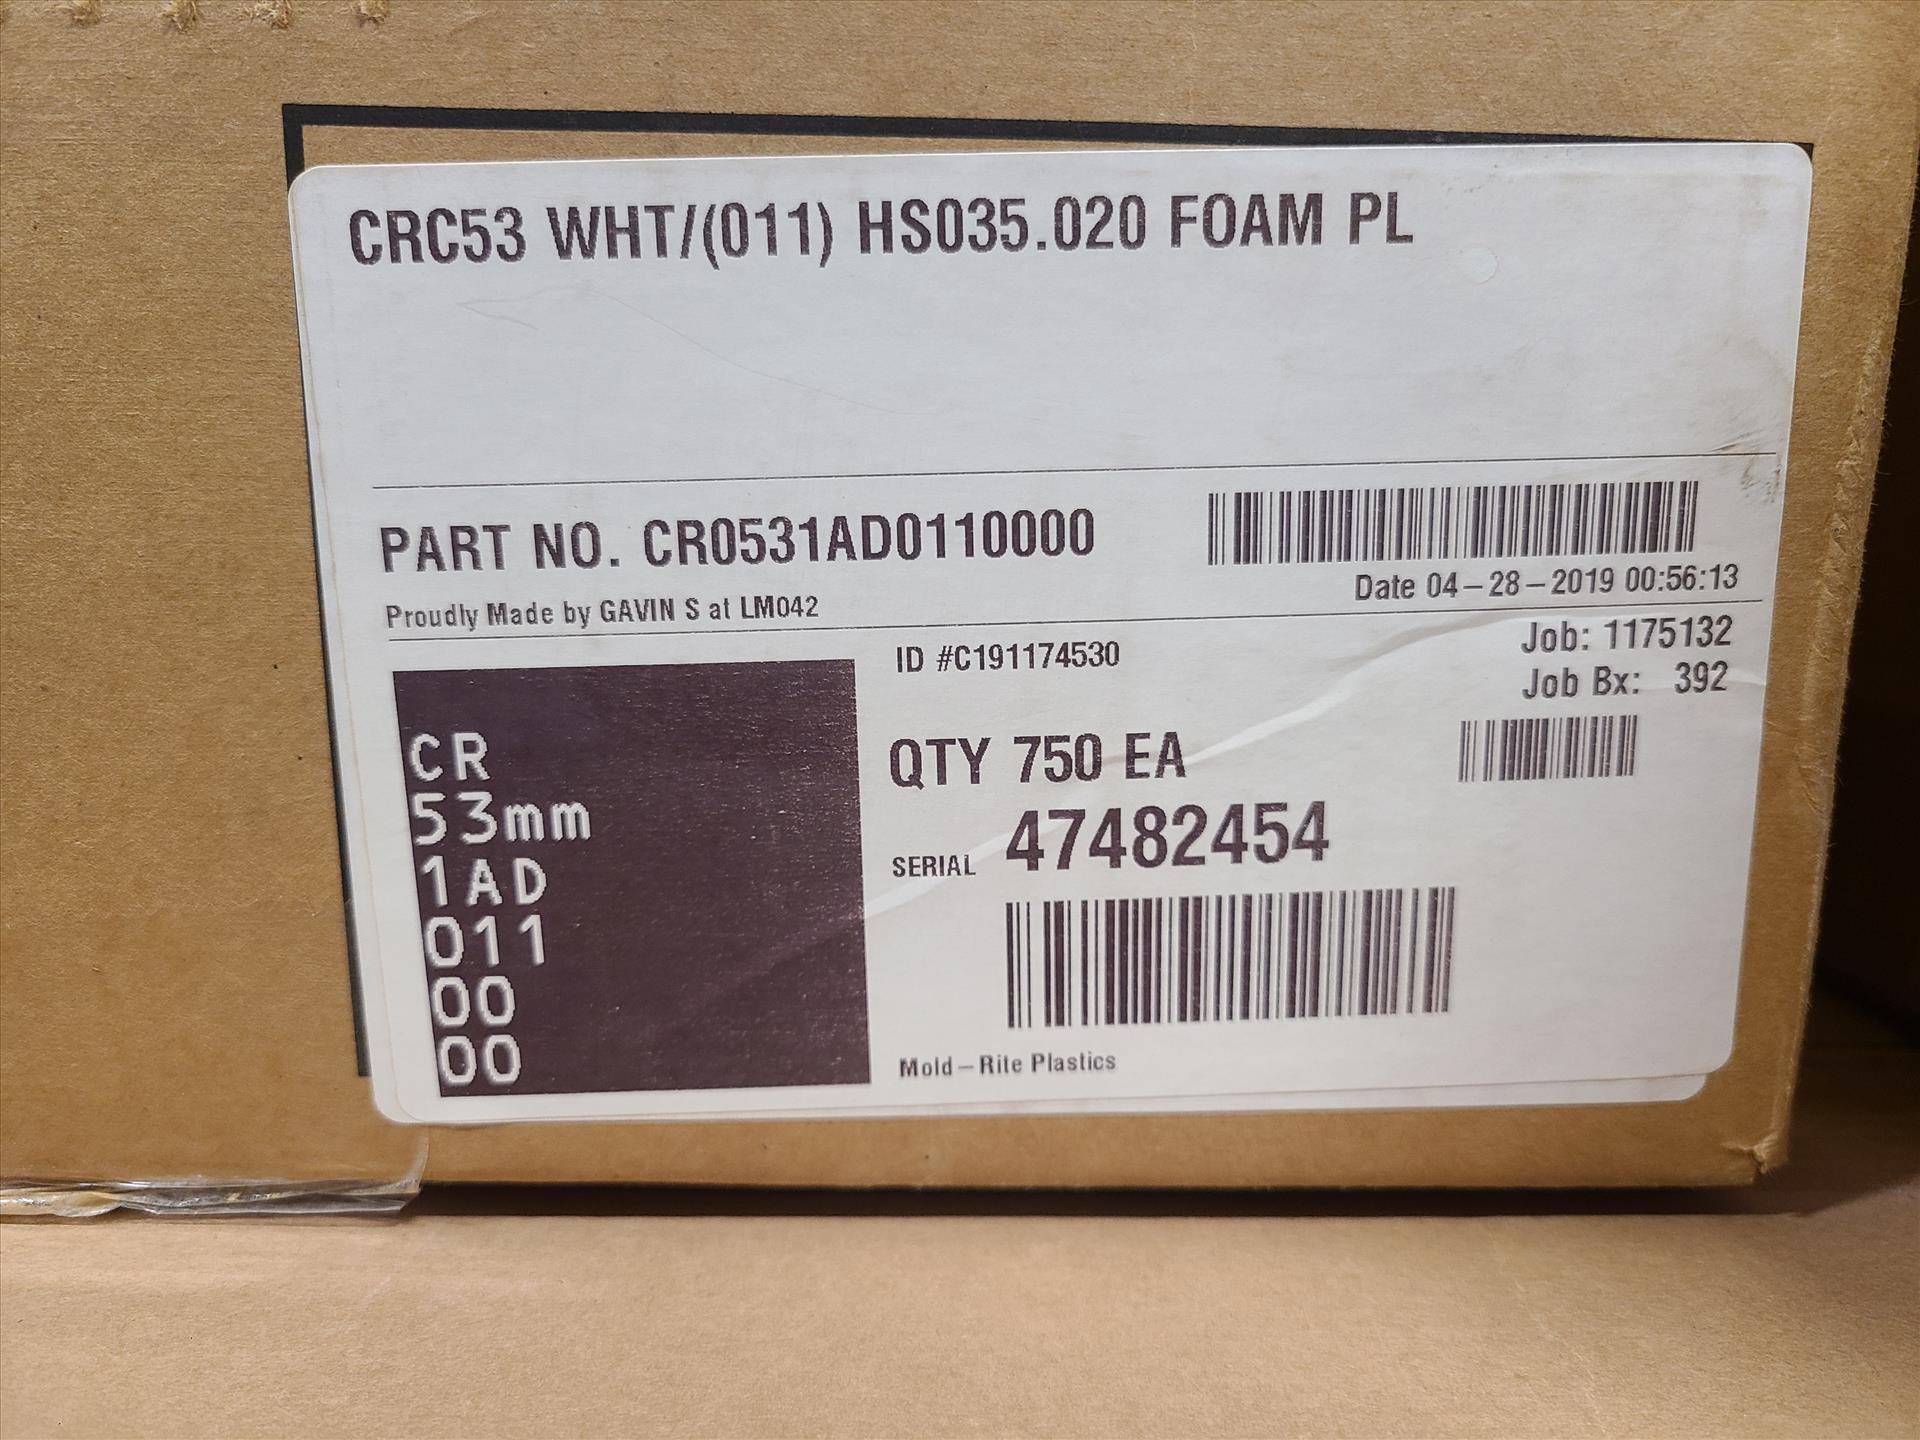 CRC53 WHT/(011) HS035.020 FOAM PL
PART NO. CR0531AD0110000
Date 04-28-2019 00:56:13
Proudly Made by GAVIN S at LM042
ID #C191174530
Job: 1175132
Job Bx: 392
QTY 750 EA
SERIAL 47482454
CR
53mm
1AD
011
00
00
Mold-Rite Plastics